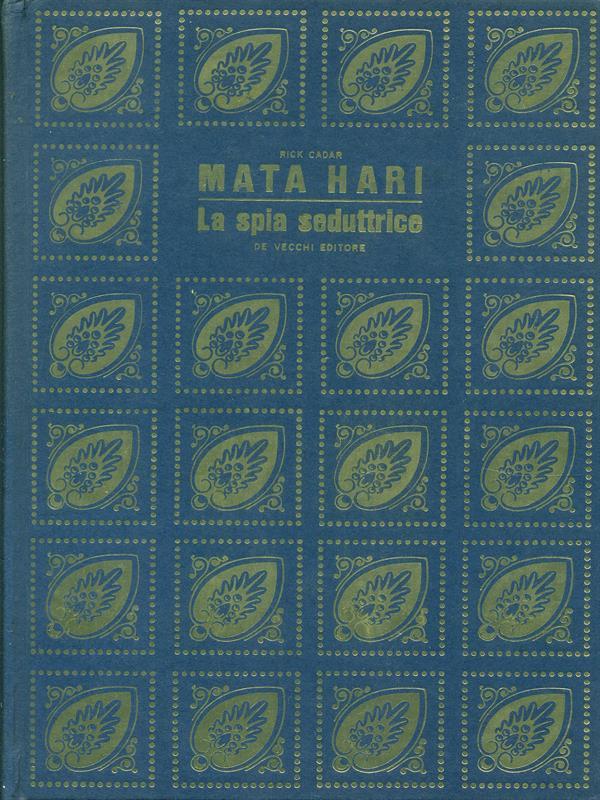 RICK CADAR
MATA HARI
La spia seduttrice
DE VECCHI EDITORE